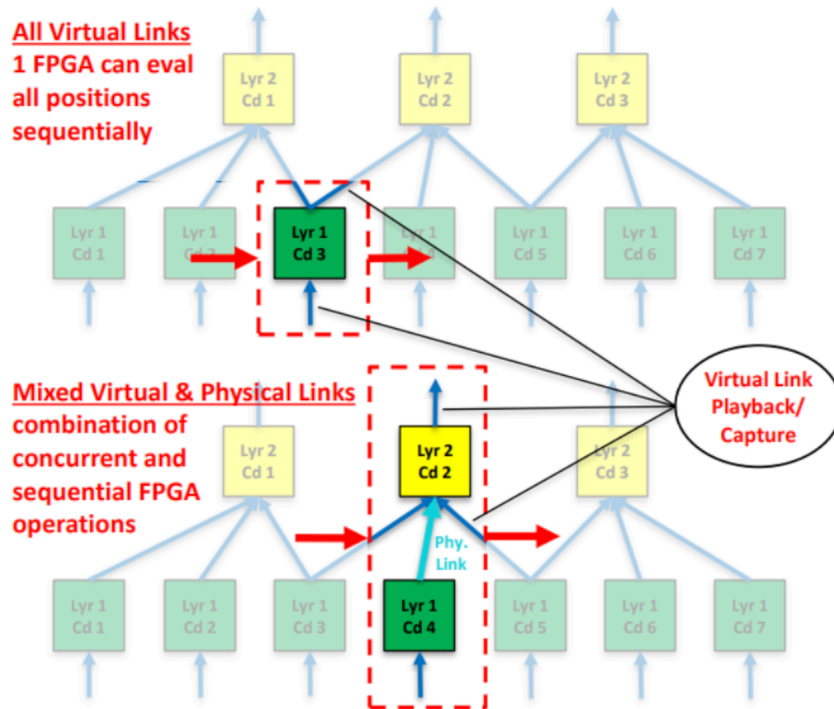 All Virtual Links
1 FPGA can eval
all positions
sequentially
Lyr 2
Cd 1
Lyr 2
Cd 2
Lyr 2
Cd 3
Lyr 1
Cd 1
Lyr 1
Lyr 1
Cd 3
Lyr 1
Lyr 1
Cd 5
Lyr 1
Cd 6
Lyr 1
Cd 7
Mixed Virtual & Physical Links
combination of
concurrent and
sequential FPGA
operations
Virtual Link
Playback/
Capture
Lyr 2
Cd 1
Lyr 2
Cd 2
Lyr 2
Cd 3
Phy.
Link
Lyr 1
Cd 1
Lyr 1
Cd 2
Lyr 1
Cd 3
Lyr 1
Cd 4
Lyr 1
Cd 5
Lyr 1
Cd 6
Lyr 1
Cd 7